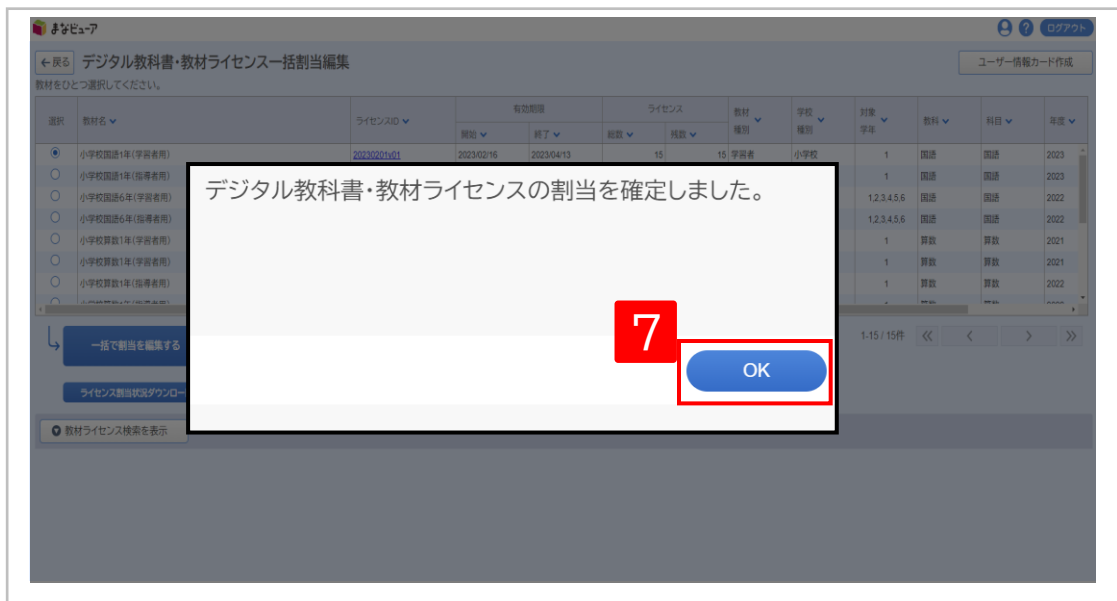 まなビューア
ログアウト
←戻る デジタル教科書・教材ライセンス一括割当編集
ユーザー情報カード作成
教材をひとつ選択してください。
選択 教材名 ライセンスID 有効期限 開始 終了 ライセンス 総数 残数 教材種別 学校種別 対象学年 教科 科目 年度
小学校国語1年(学習者用) 20230201v01 2023/02/16 2023/04/13 15 15 学習者 小学校 1 国語 国語 2023
小学校国語1年(指導者用) 1 国語 国語 2023
小学校国語6年(学習者用) 1,2,3,4,5,6 国語 国語 2022
小学校国語6年(指導者用) 1,2,3,4,5,6 国語 国語 2022
小学校算数1年(学習者用) 1 算数 算数 2021
小学校算数1年(学習者用) 1 算数 算数 2021
小学校算数1年(指導者用) 1 算数 算数 2022
デジタル教科書・教材ライセンスの割当を確定しました。
7
OK
一括で割当を編集する
1-15 / 15件
ライセンス割当状況ダウンロー
教材ライセンス検索を表示